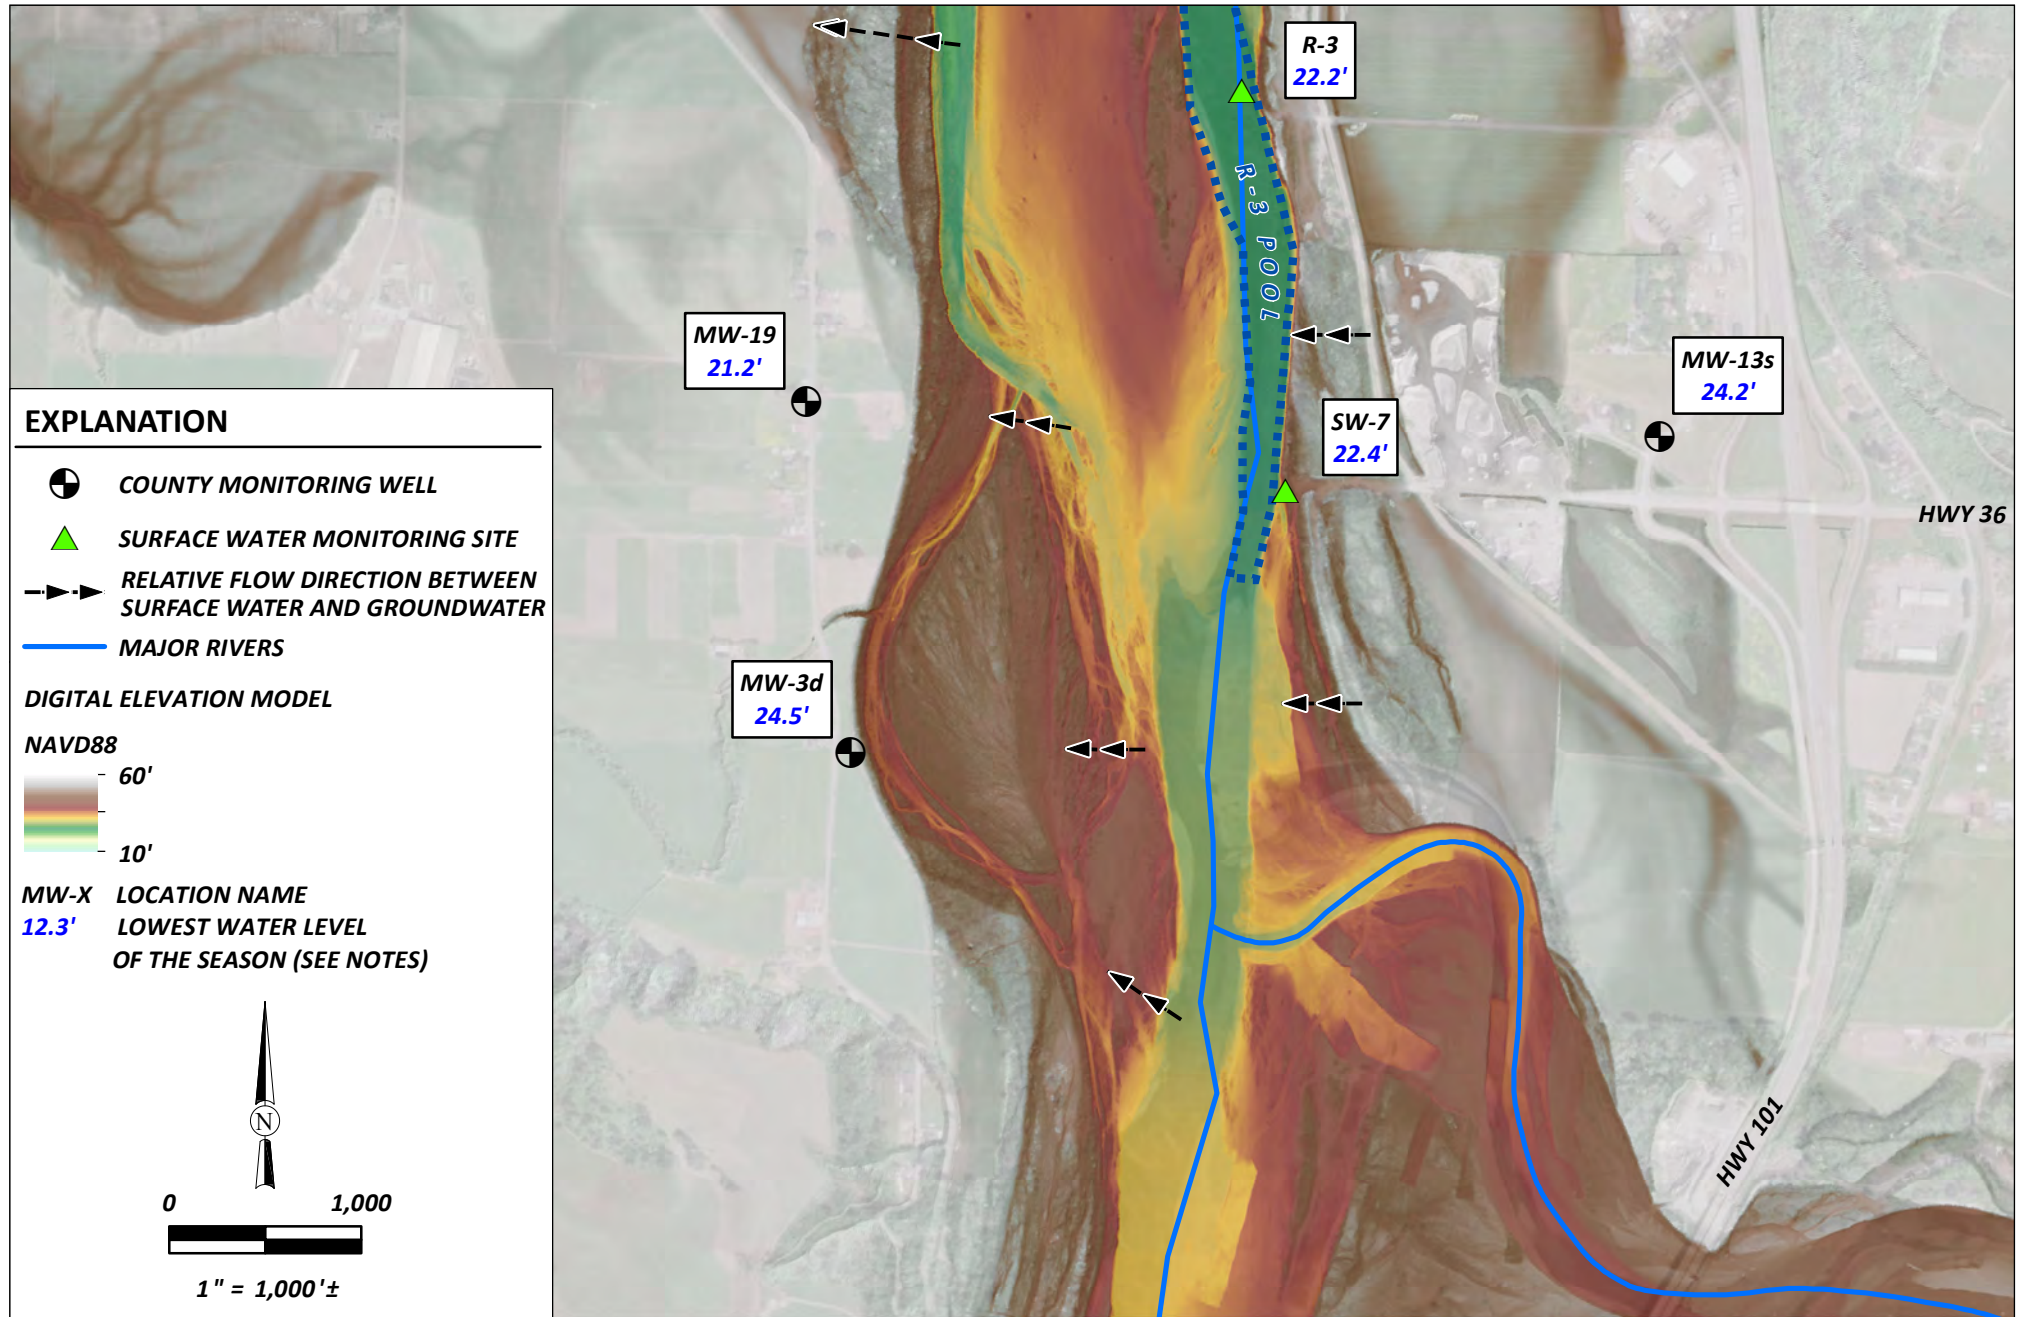 R-3
22.2'
R-3 POOL
MW-19
21.2'
MW-13s
24.2'
SW-7
22.4'
HWY 36
MW-3d
24.5'
HWY 101
EXPLANATION
COUNTY MONITORING WELL
SURFACE WATER MONITORING SITE
RELATIVE FLOW DIRECTION BETWEEN
SURFACE WATER AND GROUNDWATER
MAJOR RIVERS
DIGITAL ELEVATION MODEL
NAVD88
60'
10'
MW-X LOCATION NAME
12.3' LOWEST WATER LEVEL
OF THE SEASON (SEE NOTES)
N
0 1,000
1" = 1,000'±